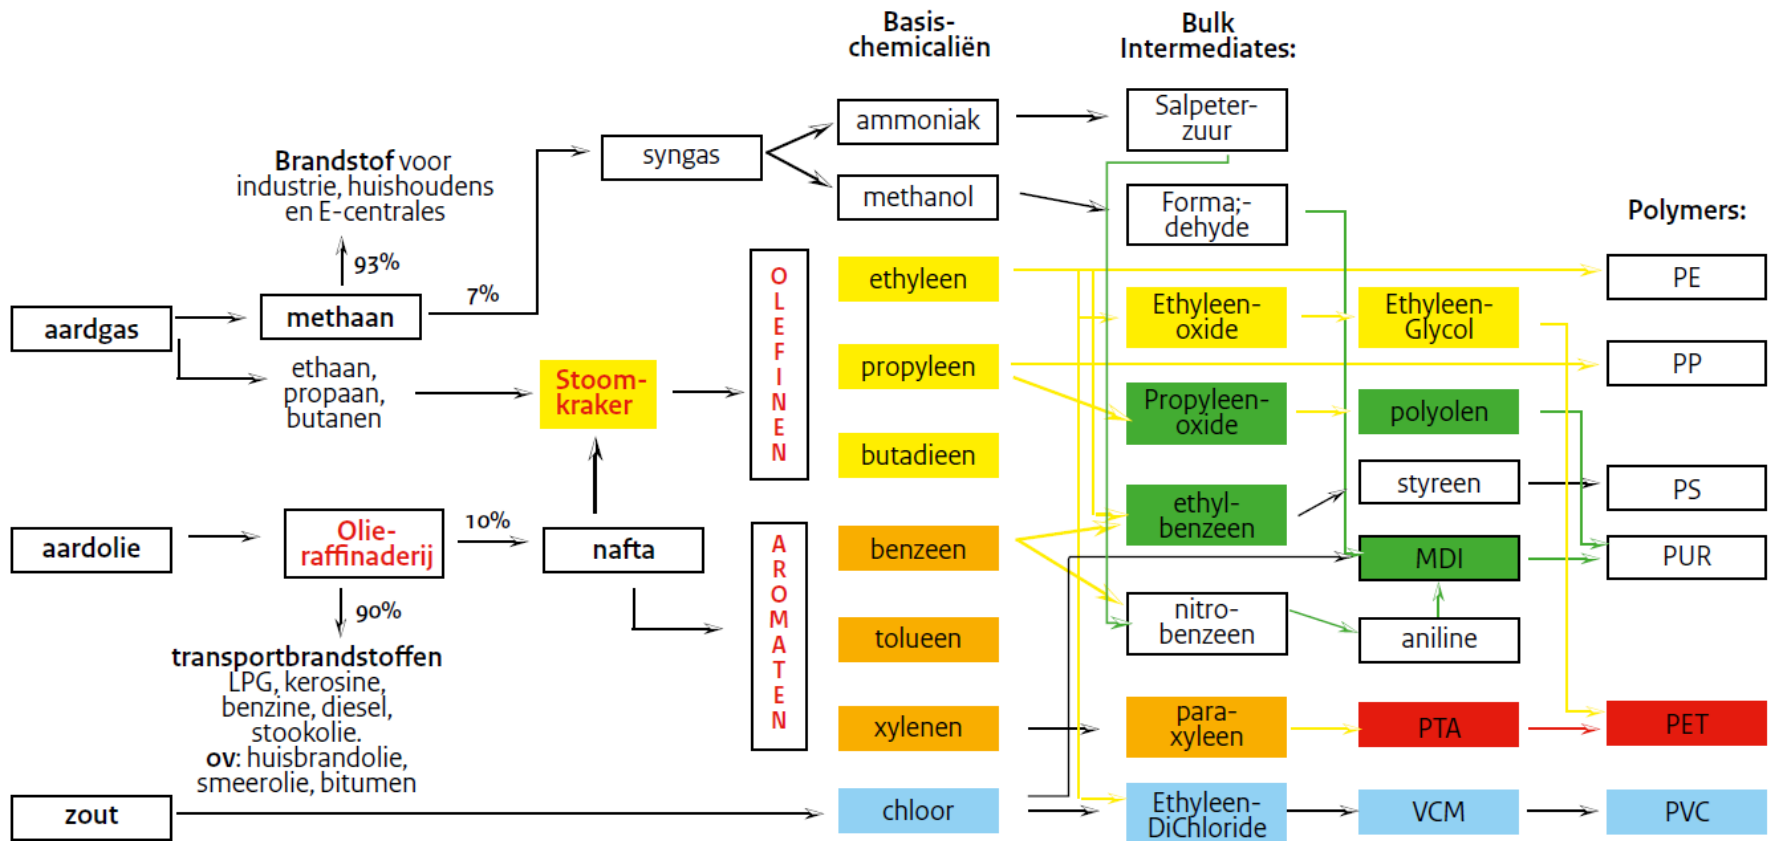 Basis-
chemicaliën
Bulk
Intermediates:
Polymers:
ammoniak
Salpeter-
zuur
syngas
methanol
Forma;-
dehyde
Brandstof voor
industrie, huishoudens
en E-centrales
93%
7%
aardgas
methaan
ethaan,
propaan,
butanen
Stoom-
kraker
OLEFINEN
ethyleen
PE
Ethyleen-
oxide
Ethyleen-
Glycol
propyleen
PP
Propyleen-
oxide
polyolen
butadieen
styreen
PS
ethyl-
benzeen
aardolie
Olie-
raffinaderij
10%
nafta
AROMATEN
benzeen
MDI
PUR
90%
nitro-
benzeen
aniline
tolueen
transportbrandstoffen
LPG, kerosine,
benzine, diesel,
stookolie.
ov: huisbrandolie,
smeerolie, bitumen
xylenen
para-
xyleen
PTA
PET
zout
chloor
Ethyleen-
DiChloride
VCM
PVC